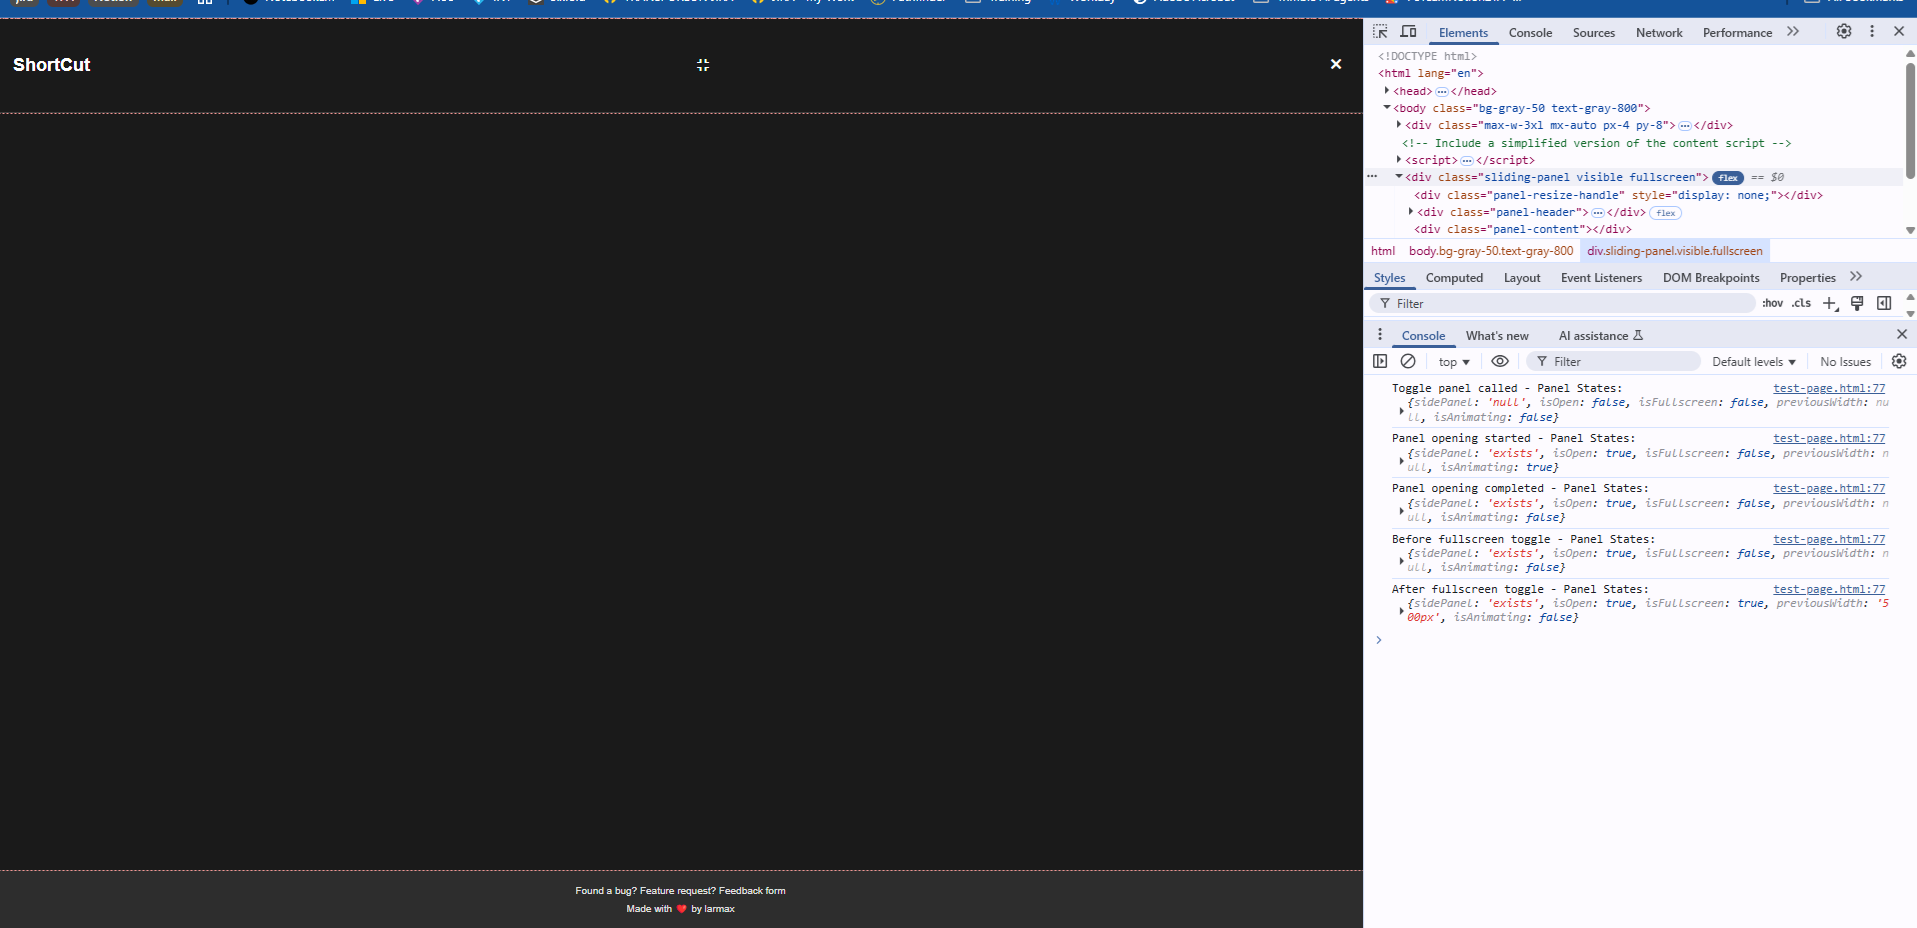 ShortCut
Found a bug? Feature request? Feedback form
Made with ❤️ by larmax
Elements Console Sources Network Performance
<!DOCTYPE html>
<html lang="en">
<head> ⋯ </head>
<body class="bg-gray-50 text-gray-800">
<div class="max-w-3xl mx-auto px-4 py-8"> ⋯ </div>
<!-- Include a simplified version of the content script -->
<script> ⋯ </script>
<div class="sliding-panel visible fullscreen"> flex == $0
<div class="panel-resize-handle" style="display: none;"></div>
<div class="panel-header"> ⋯ </div> flex
<div class="panel-content"></div>
html body.bg-gray-50.text-gray-800 div.sliding-panel.visible.fullscreen
Styles Computed Layout Event Listeners DOM Breakpoints Properties
Filter :hov .cls
Console What's new AI assistance
top Filter Default levels No Issues
Toggle panel called - Panel States: test-page.html:77
{sidePanel: 'null', isOpen: false, isFullscreen: false, previousWidth: nu
ll, isAnimating: false}
Panel opening started - Panel States: test-page.html:77
{sidePanel: 'exists', isOpen: true, isFullscreen: false, previousWidth: n
ull, isAnimating: true}
Panel opening completed - Panel States: test-page.html:77
{sidePanel: 'exists', isOpen: true, isFullscreen: false, previousWidth: n
ull, isAnimating: false}
Before fullscreen toggle - Panel States: test-page.html:77
{sidePanel: 'exists', isOpen: true, isFullscreen: false, previousWidth: n
ull, isAnimating: false}
After fullscreen toggle - Panel States: test-page.html:77
{sidePanel: 'exists', isOpen: true, isFullscreen: true, previousWidth: '5
00px', isAnimating: false}